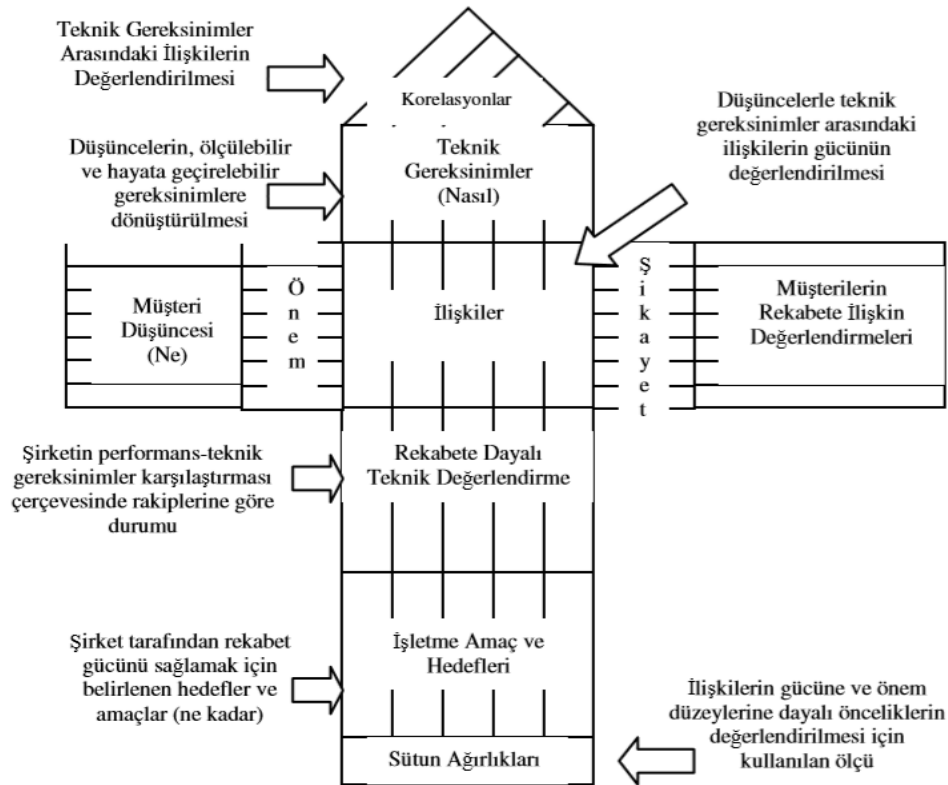 Teknik Gereksinimler
Arasındaki İlişkilerin
Değerlendirilmesi
Korelasyonlar
Düşüncelerle teknik
gereksinimler arasındaki
ilişkilerin gücünün
değerlendirilmesi
Düşüncelerin, ölçülebilir
ve hayata geçirelebilir
gereksinimlere
dönüştürülmesi
Teknik
Gereksinimler
(Nasıl)
Müşteri
Düşüncesi
(Ne)
Ö
n
e
m
İlişkiler
Ş
i
k
a
y
e
t
Müşterilerin
Rekabete İlişkin
Değerlendirmeleri
Şirketin performans-teknik
gereksinimler karşılaştırması
çerçevesinde rakiplerine göre
durumu
Rekabete Dayalı
Teknik Değerlendirme
Şirket tarafından rekabet
gücünü sağlamak için
belirlenen hedefler ve
amaçlar (ne kadar)
İşletme Amaç ve
Hedefleri
İlişkilerin gücüne ve önem
düzeylerine dayalı önceliklerin
değerlendirilmesi için
kullanılan ölçü
Sütun Ağırlıkları